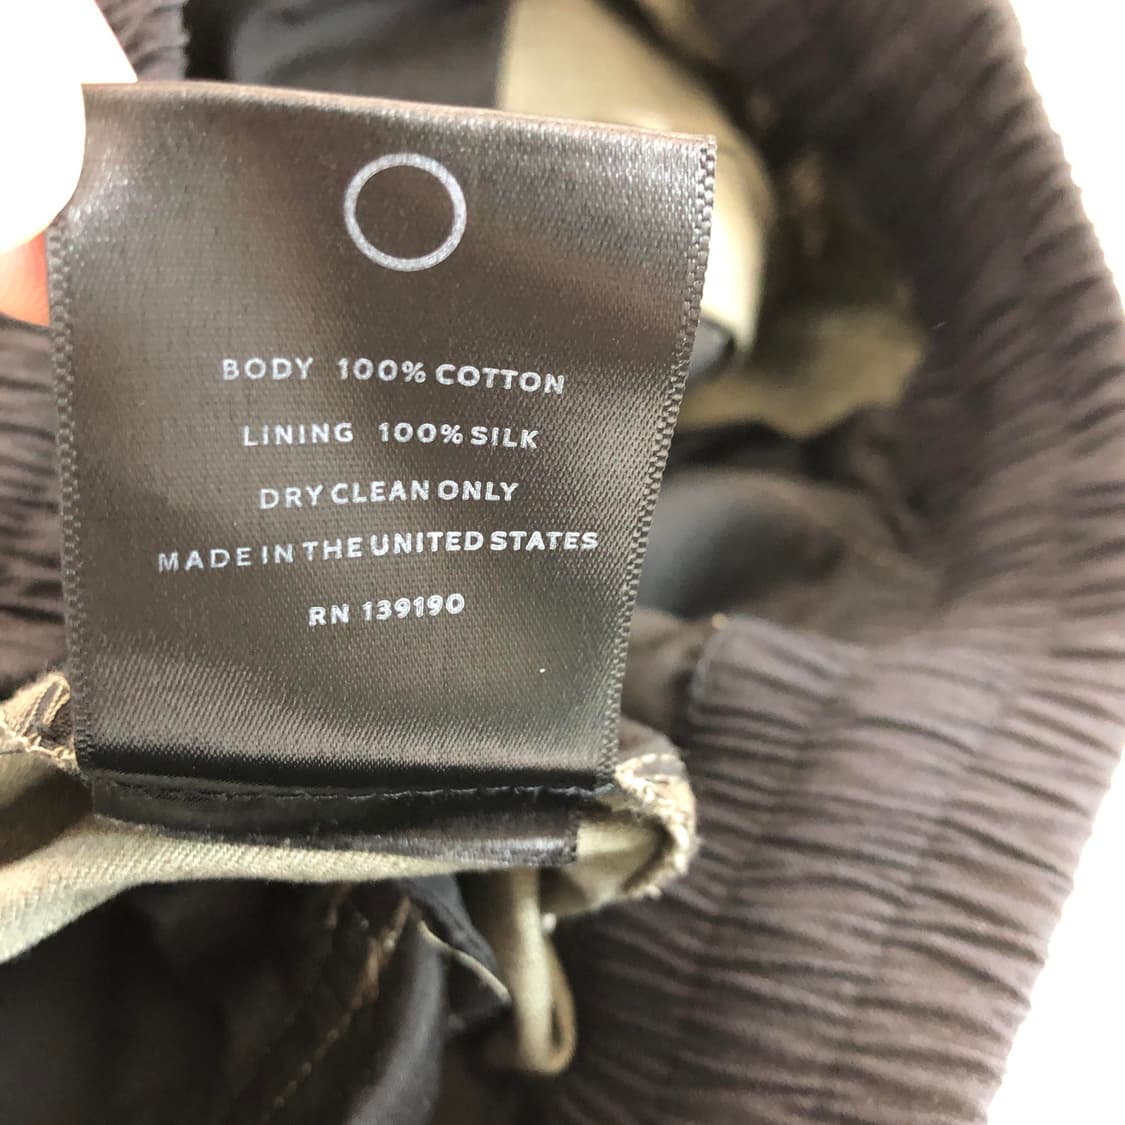 BODY 100% COTTON
LINING 100% SILK
DRY CLEAN ONLY
MADE IN THE UNITED STATES
RN 139190